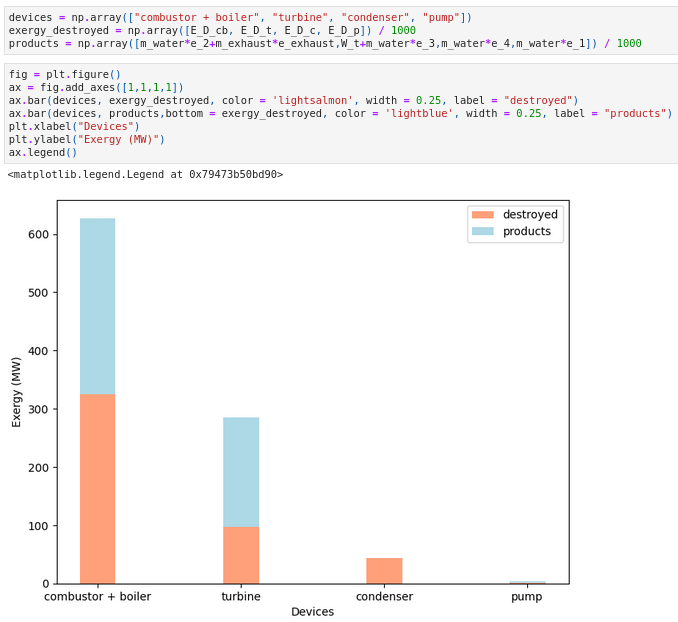 devices = np.array(["combustor + boiler", "turbine", "condenser", "pump"])
exergy_destroyed = np.array([E_D_cb, E_D_t, E_D_c, E_D_p]) / 1000
products = np.array([m_water*e_2+m_exhaust*e_exhaust,W_t+m_water*e_3,m_water*e_4,m_water*e_1]) / 1000
fig = plt.figure()
ax = fig.add_axes([1,1,1,1])
ax.bar(devices, exergy_destroyed, color = 'lightsalmon', width = 0.25, label = "destroyed")
ax.bar(devices, products,bottom = exergy_destroyed, color = 'lightblue', width = 0.25, label = "products")
plt.xlabel("Devices")
plt.ylabel("Exergy (MW)")
ax.legend()
<matplotlib.legend.Legend at 0x79473b50bd90>
destroyed
products
600
500
400
300
200
100
0
Exergy (MW)
combustor + boiler turbine condenser pump
Devices